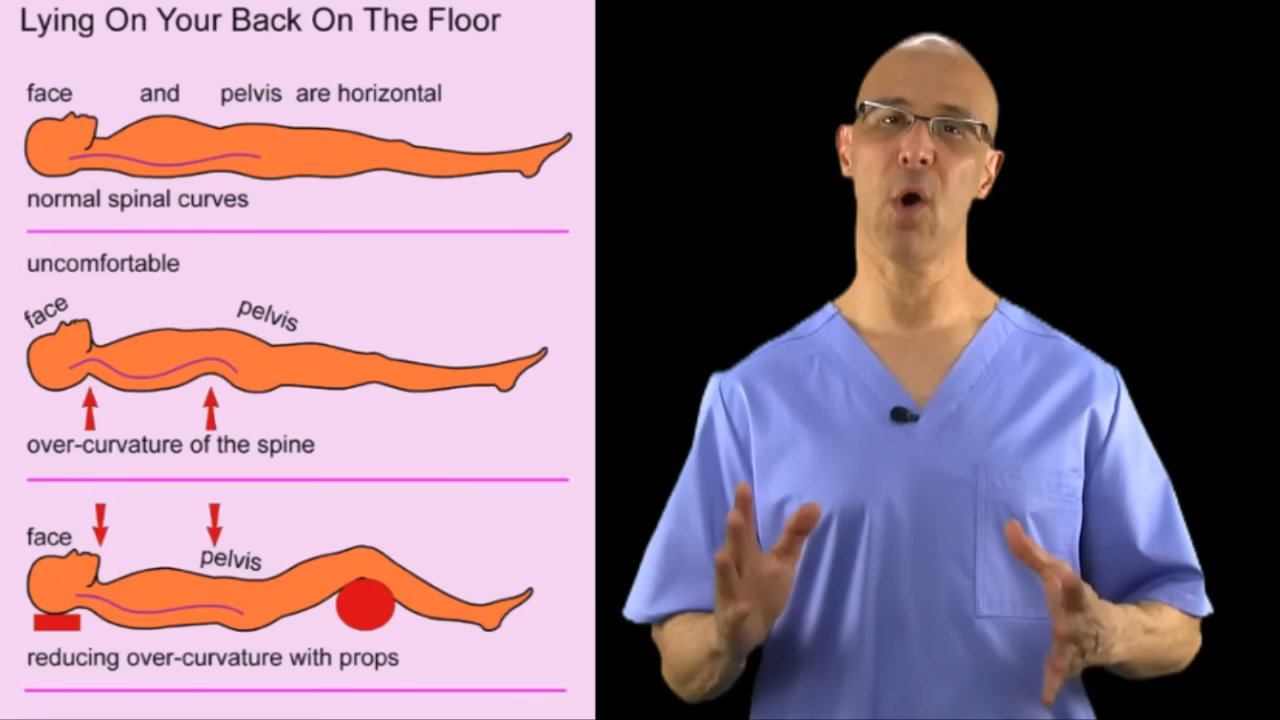 Lying On Your Back On The Floor
face and pelvis are horizontal
normal spinal curves
uncomfortable
face pelvis
over-curvature of the spine
face
pelvis
reducing over-curvature with props